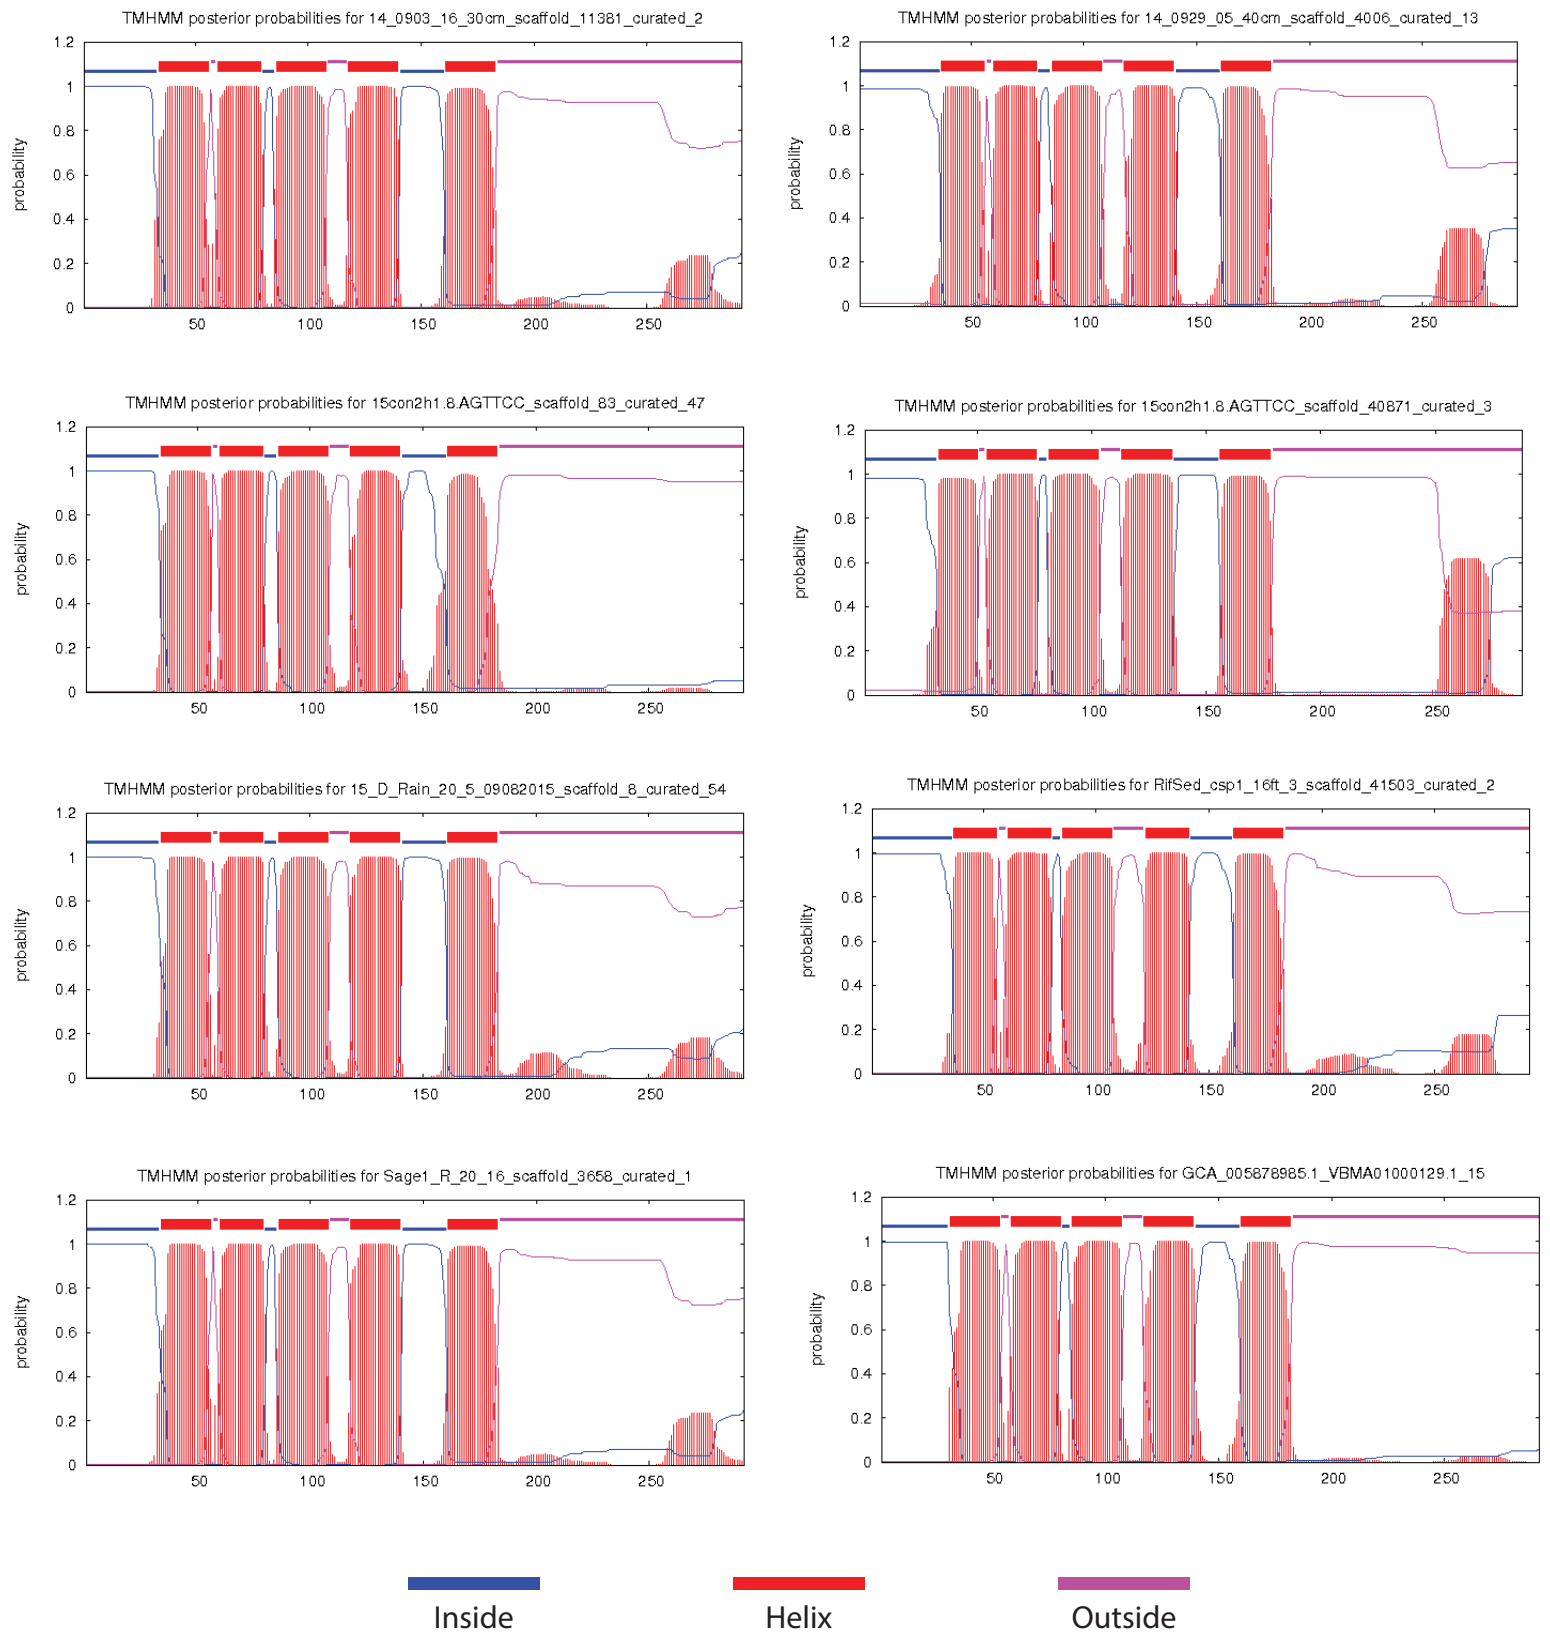 TMHMM posterior probabilities for 14_0903_16_30cm_scaffold_11381_curated_2
1.2
1
0.8
0.6
0.4
0.2
0
probability
50 100 150 200 250
TMHMM posterior probabilities for 14_0929_05_40cm_scaffold_4006_curated_13
1.2
1
0.8
0.6
0.4
0.2
0
probability
50 100 150 200 250
TMHMM posterior probabilities for 15con2h1.8.AGTTCC_scaffold_83_curated_47
1.2
1
0.8
0.6
0.4
0.2
0
probability
50 100 150 200 250
TMHMM posterior probabilities for 15con2h1.8.AGTTCC_scaffold_40871_curated_3
1.2
1
0.8
0.6
0.4
0.2
0
probability
50 100 150 200 250
TMHMM posterior probabilities for 15_D_Rain_20_5_09082015_scaffold_8_curated_54
1.2
1
0.8
0.6
0.4
0.2
0
probability
50 100 150 200 250
TMHMM posterior probabilities for RifSed_csp1_16ft_3_scaffold_41503_curated_2
1.2
1
0.8
0.6
0.4
0.2
0
probability
50 100 150 200 250
TMHMM posterior probabilities for Sage1_R_20_16_scaffold_3658_curated_1
1.2
1
0.8
0.6
0.4
0.2
0
probability
50 100 150 200 250
TMHMM posterior probabilities for GCA_005878985.1_VBMA01000129.1_15
1.2
1
0.8
0.6
0.4
0.2
0
probability
50 100 150 200 250
Inside Helix Outside